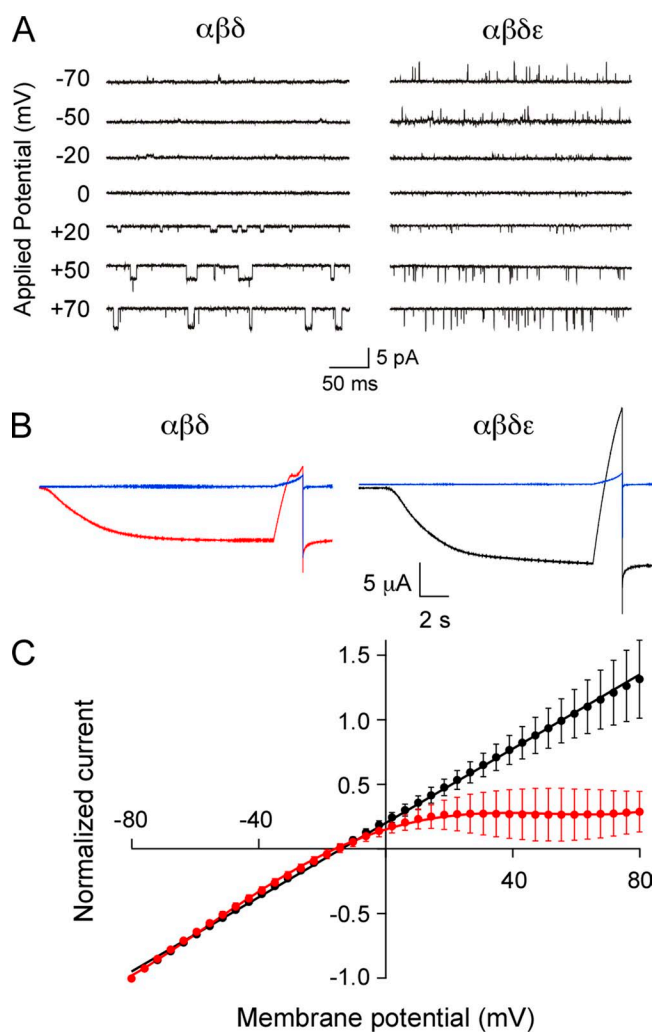 A
αβδ αβδε
Applied Potential (mV)
-70
-50
-20
0
+20
+50
+70
5 pA
50 ms
B
αβδ αβδε
5 μA
2 s
C
Normalized current
1.5
1.0
0.5
-80 -40
40 80
-0.5
-1.0
Membrane potential (mV)